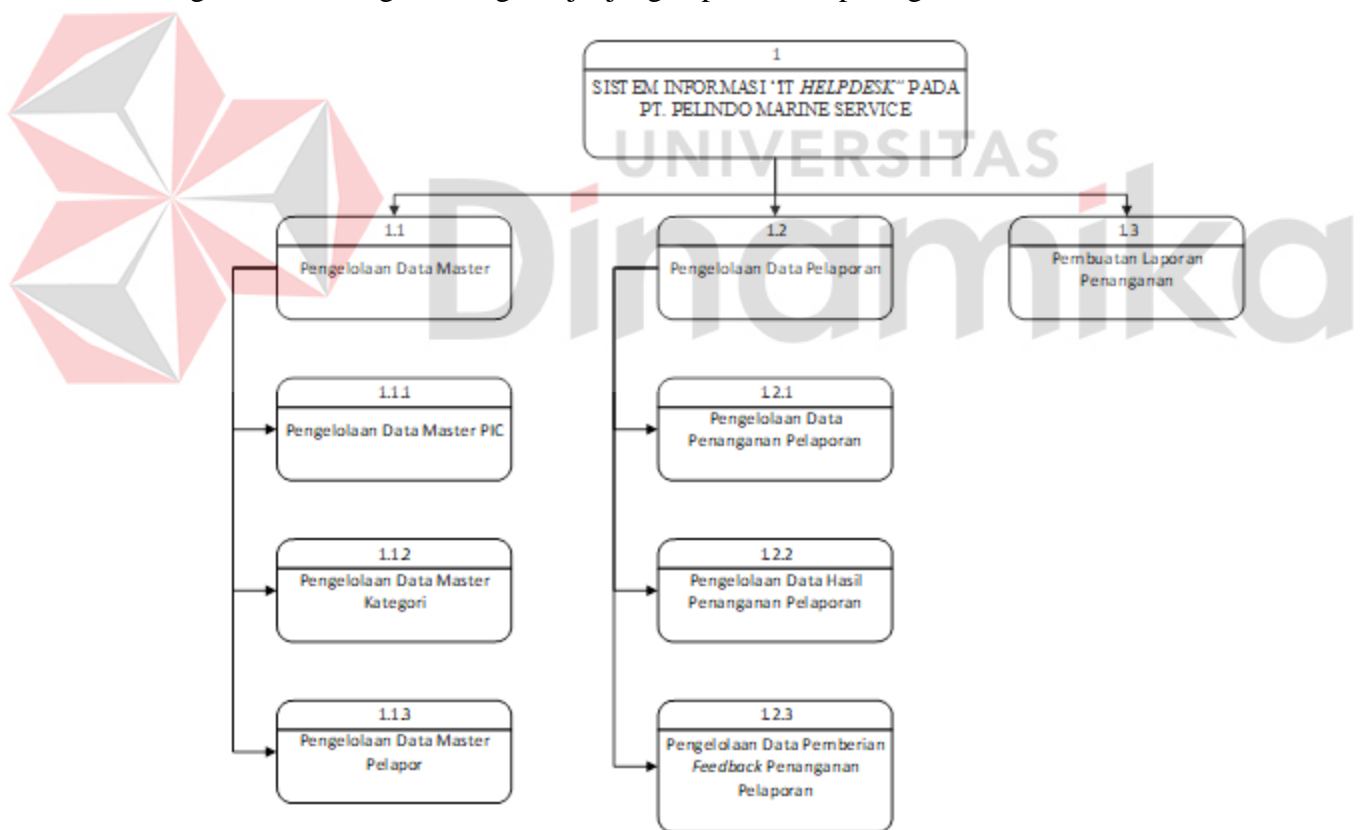 1
SISTEM INFORMASI "IT HELPDESK" PADA
PT. PELINDO MARINE SERVICE
UNIVERSITAS
Dinamika
1.1
Pengelolaan Data Master
1.2
Pengelolaan Data Pelaporan
1.3
Pembuatan Laporan
Penanganan
1.1.1
Pengelolaan Data Master PIC
1.2.1
Pengelolaan Data
Penanganan Pelaporan
1.1.2
Pengelolaan Data Master
Kategori
1.2.2
Pengelolaan Data Hasil
Penanganan Pelaporan
1.1.3
Pengelolaan Data Master
Pelapor
1.2.3
Pengelolaan Data Pemberian
Feedback Penanganan
Pelaporan